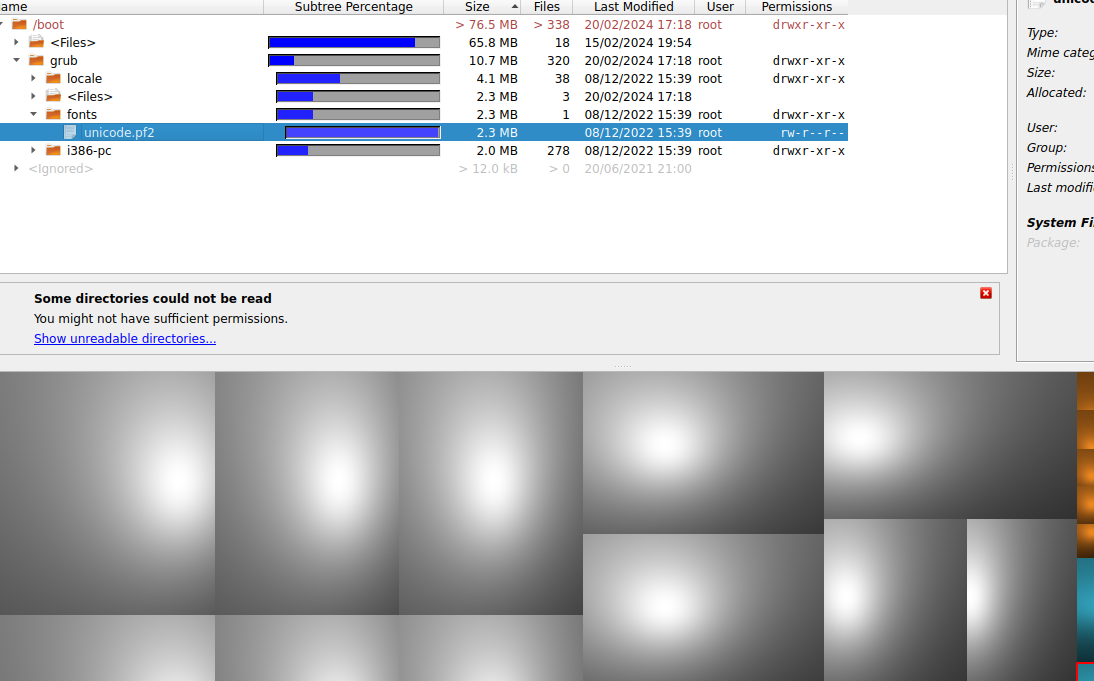 ame Subtree Percentage Size Files Last Modified User Permissions
/boot > 76.5 MB > 338 20/02/2024 17:18 root drwxr-xr-x
<Files> 65.8 MB 18 15/02/2024 19:54
grub 10.7 MB 320 20/02/2024 17:18 root drwxr-xr-x
locale 4.1 MB 38 08/12/2022 15:39 root drwxr-xr-x
<Files> 2.3 MB 3 20/02/2024 17:18
fonts 2.3 MB 1 08/12/2022 15:39 root drwxr-xr-x
unicode.pf2 2.3 MB 08/12/2022 15:39 root rw-r--r--
i386-pc 2.0 MB 278 08/12/2022 15:39 root drwxr-xr-x
<Ignored> > 12.0 kB > 0 20/06/2021 21:00
Type:
Mime categ
Size:
Allocated:
User:
Group:
Permissions
Last modifi
System Fi
Package:
Some directories could not be read
You might not have sufficient permissions.
Show unreadable directories...